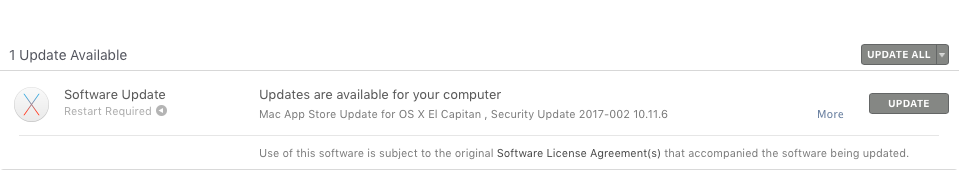 1 Update Available
UPDATE ALL
Software Update
Restart Required
Updates are available for your computer
Mac App Store Update for OS X El Capitan , Security Update 2017-002 10.11.6
More
UPDATE
Use of this software is subject to the original Software License Agreement(s) that accompanied the software being updated.